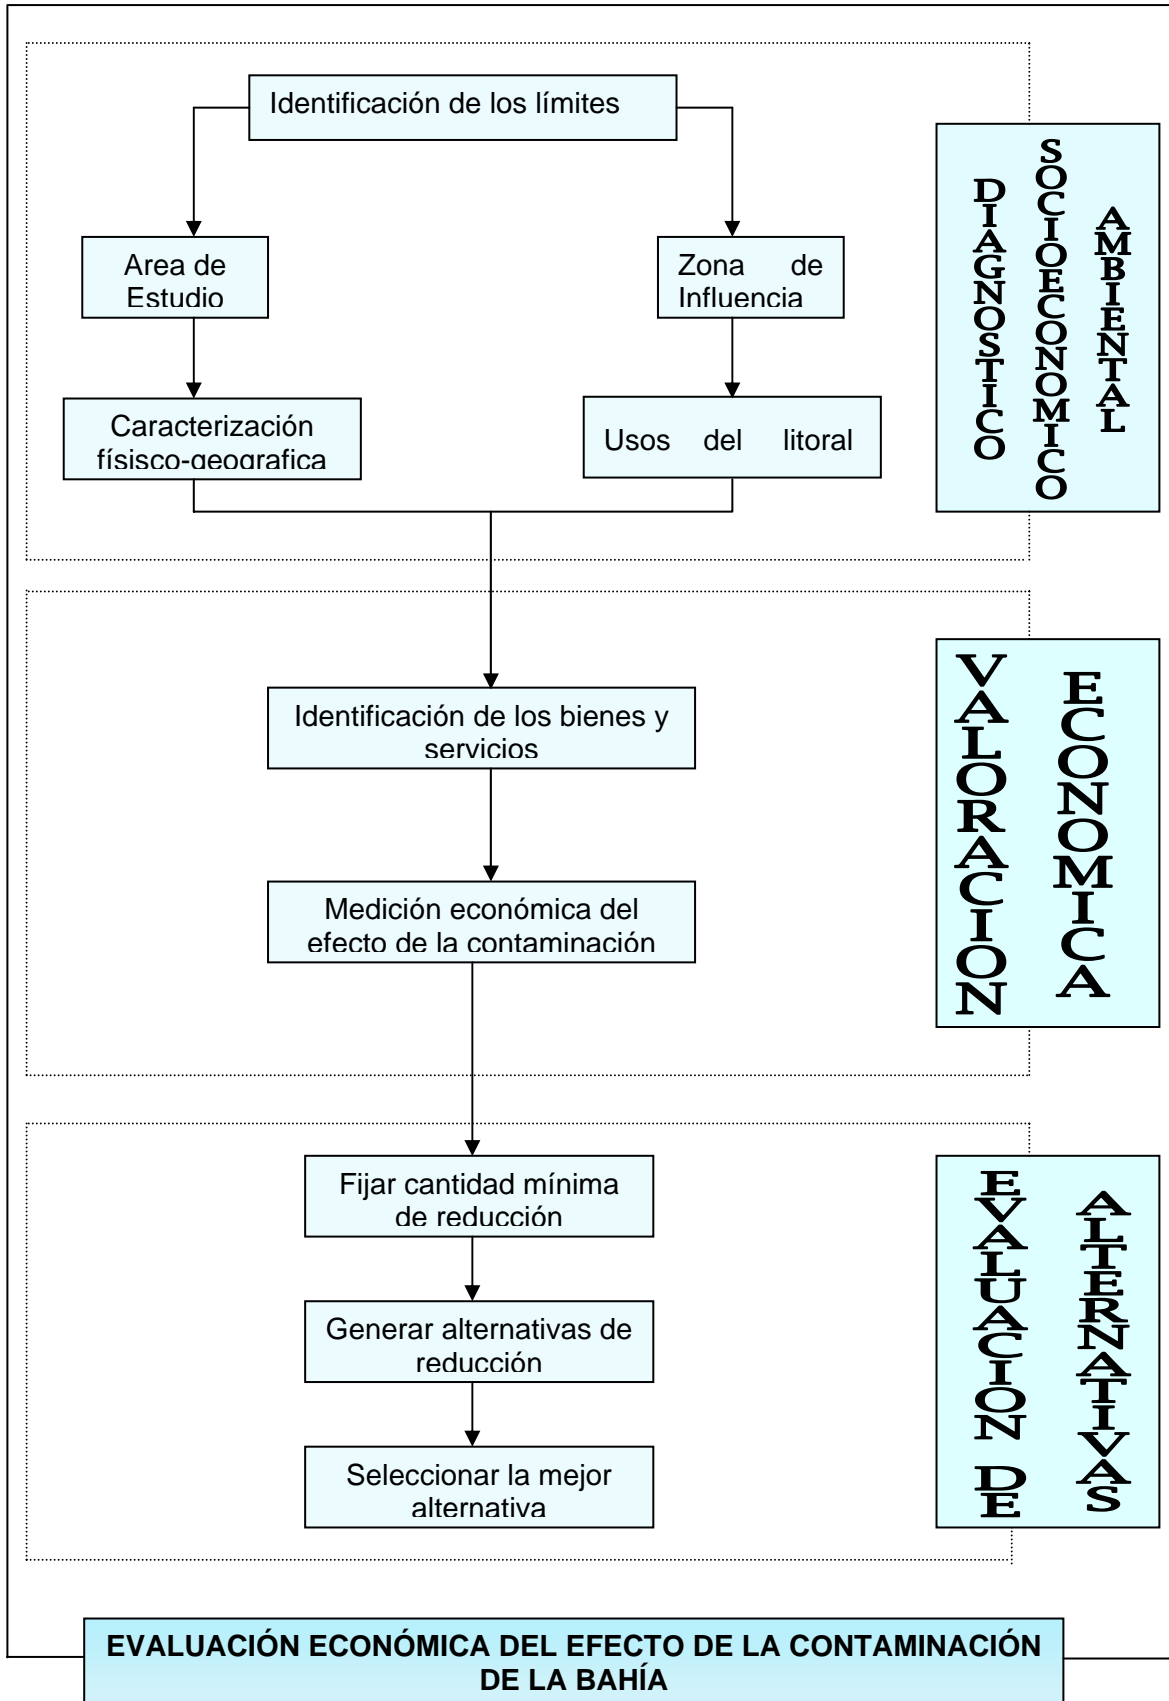 Identificación de los límites
Area de
Estudio
Zona de
Influencia
Caracterización
físisco-geografica
Usos del litoral
DIAGNOSTICO
SOCIOECONOMICO
AMBIENTAL
Identificación de los bienes y
servicios
Medición económica del
efecto de la contaminación
VALORACION
ECONOMICA
Fijar cantidad mínima
de reducción
Generar alternativas de
reducción
Seleccionar la mejor
alternativa
EVALUACION DE
ALTERNATIVAS
EVALUACIÓN ECONÓMICA DEL EFECTO DE LA CONTAMINACIÓN
DE LA BAHÍA